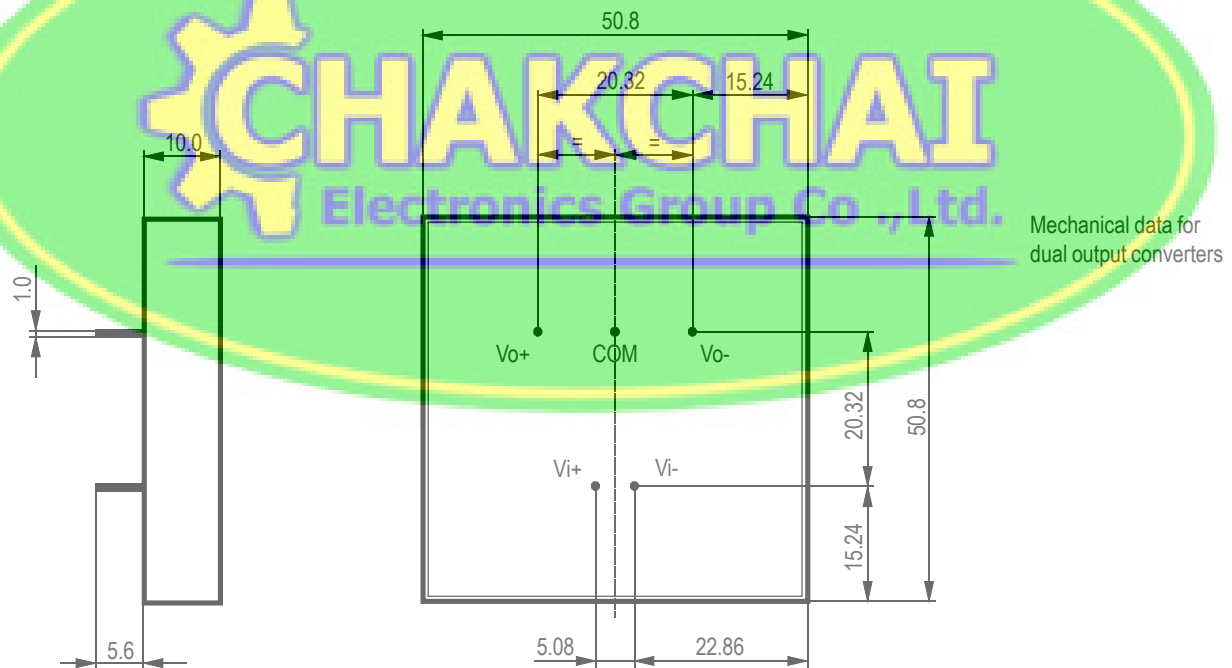 50.8
20.32
15.24
=
=
10.0
CHAKCHAI
Electronics Group Co .,Ltd.
Mechanical data for
dual output converters
1.0
Vo+
COM
Vo-
20.32
50.8
Vi+
Vi-
15.24
5.6
5.08
22.86